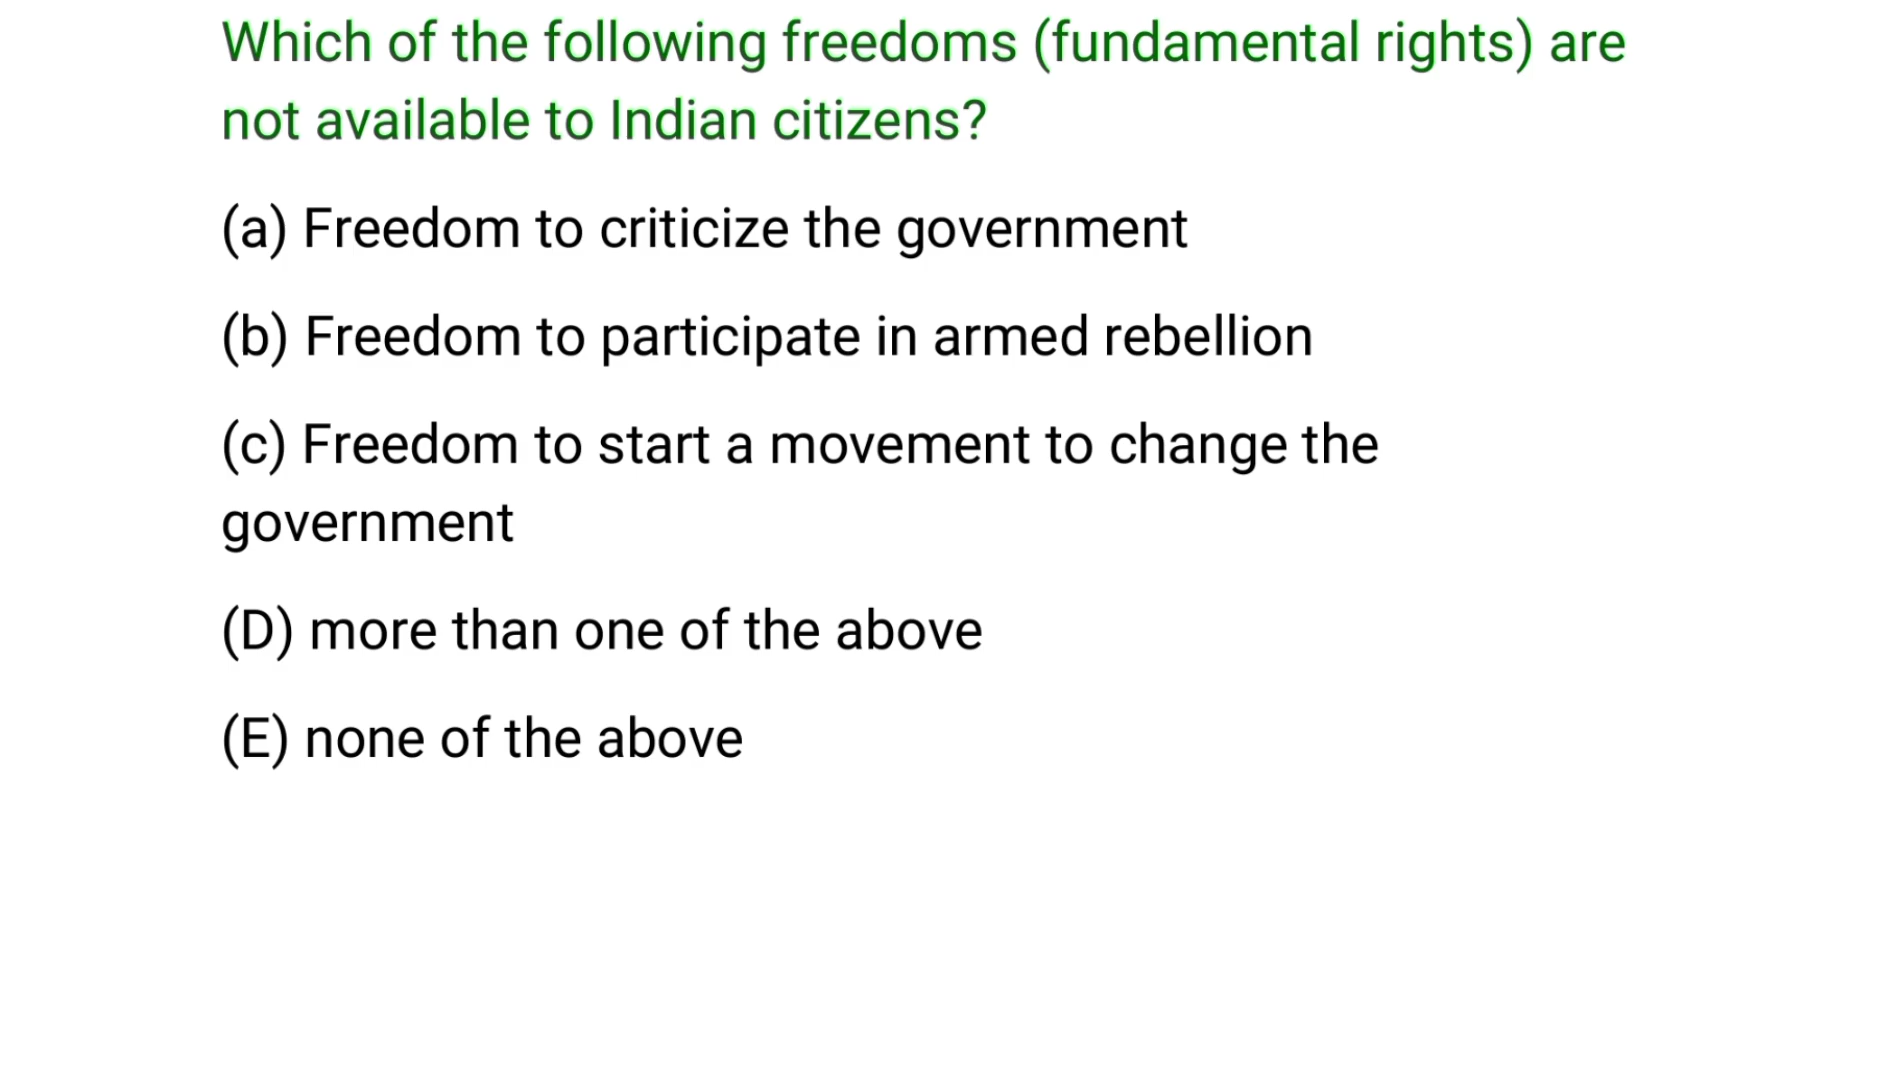 Which of the following freedoms (fundamental rights) are
not available to Indian citizens?
(a) Freedom to criticize the government
(b) Freedom to participate in armed rebellion
(c) Freedom to start a movement to change the
government
(D) more than one of the above
(E) none of the above